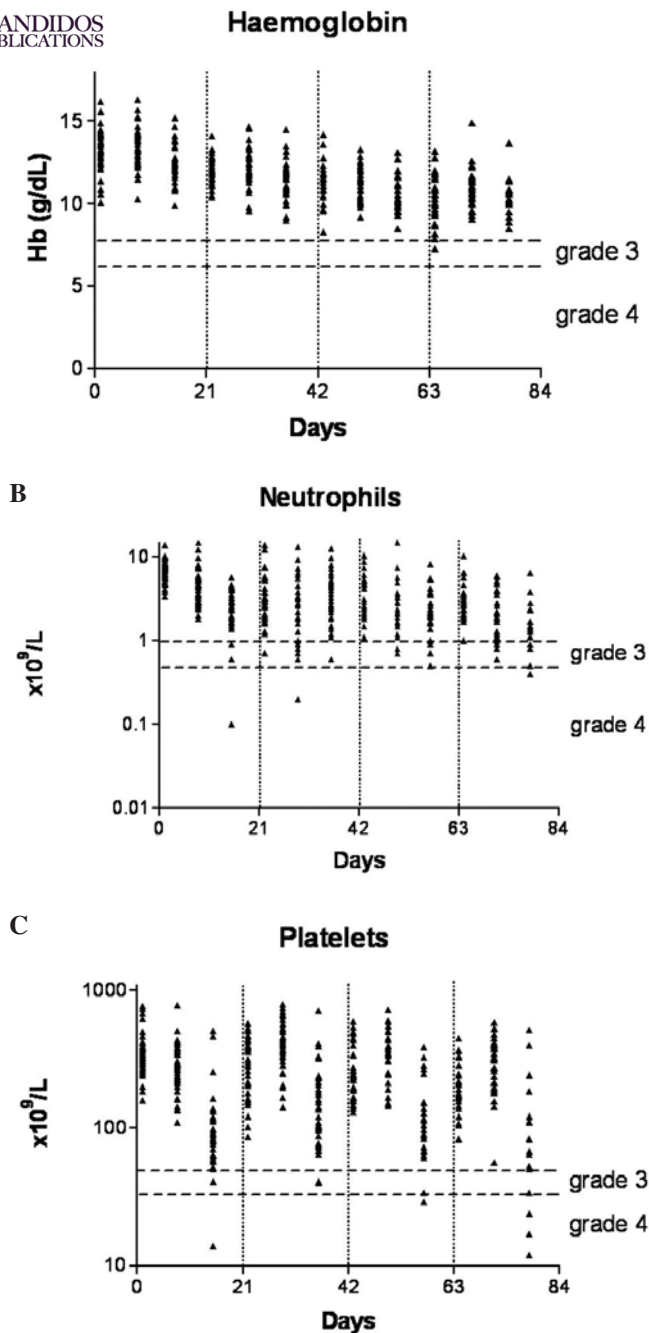 ANDIDOS
BLICATIONS
Haemoglobin
Hb (g/dL)
15
10
5
0
grade 3
grade 4
0 21 42 63 84
Days
B
Neutrophils
x10⁹/L
10
1
0.1
0.01
grade 3
grade 4
0 21 42 63 84
Days
C
Platelets
x10⁹/L
1000
100
10
grade 3
grade 4
0 21 42 63 84
Days